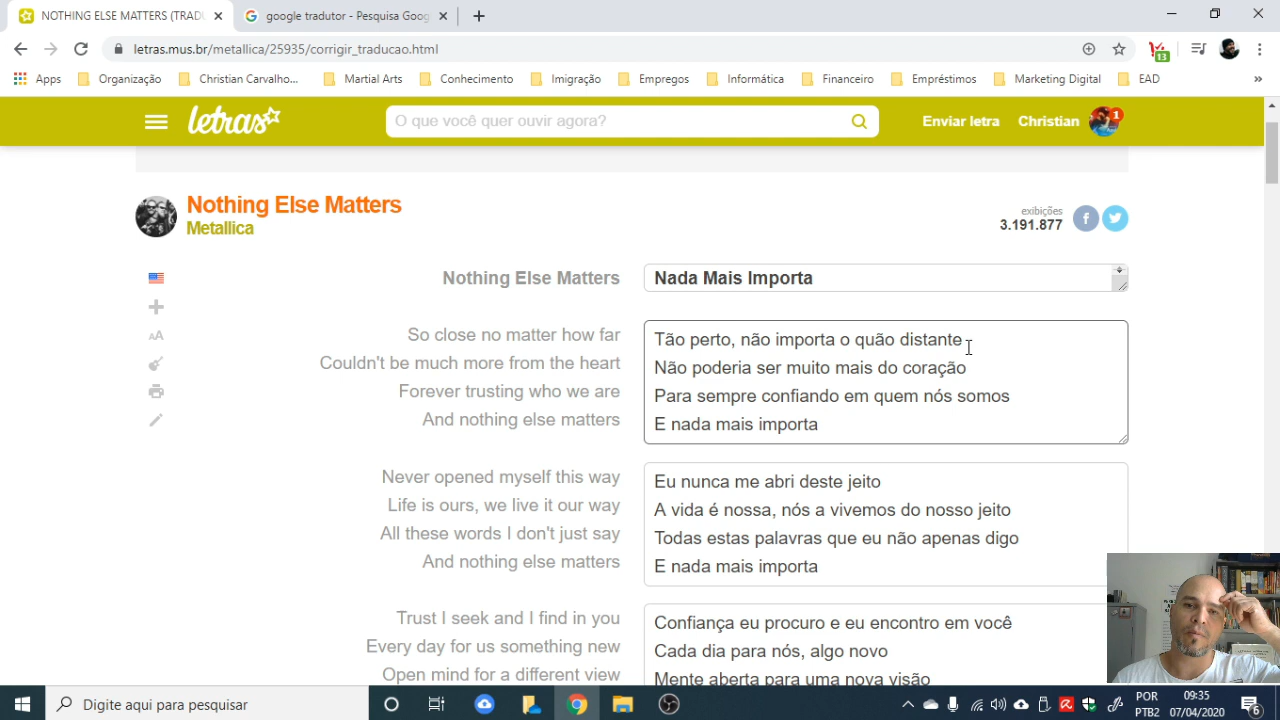 NOTHING ELSE MATTERS (TRADU
google tradutor - Pesquisa Goog
letras.mus.br/metallica/25935/corrigir_traducao.html
13
Apps
Organização
Christian Carvalho...
Martial Arts
Conhecimento
Imigração
Empregos
Informática
Financeiro
Empréstimos
Marketing Digital
EAD
»
letras
O que você quer ouvir agora?
Enviar letra
Christian
1
Nothing Else Matters
Metallica
exibições
3.191.877
Nothing Else Matters
Nada Mais Importa
So close no matter how far
Tão perto, não importa o quão distante
Couldn't be much more from the heart
Não poderia ser muito mais do coração
Forever trusting who we are
Para sempre confiando em quem nós somos
And nothing else matters
E nada mais importa
Never opened myself this way
Eu nunca me abri deste jeito
Life is ours, we live it our way
A vida é nossa, nós a vivemos do nosso jeito
All these words I don't just say
Todas estas palavras que eu não apenas digo
And nothing else matters
E nada mais importa
Trust I seek and I find in you
Confiança eu procuro e eu encontro em você
Every day for us something new
Cada dia para nós, algo novo
Open mind for a different view
Mente aberta para uma nova visão
Digite aqui para pesquisar
POR
PTB2
09:35
07/04/2020
6